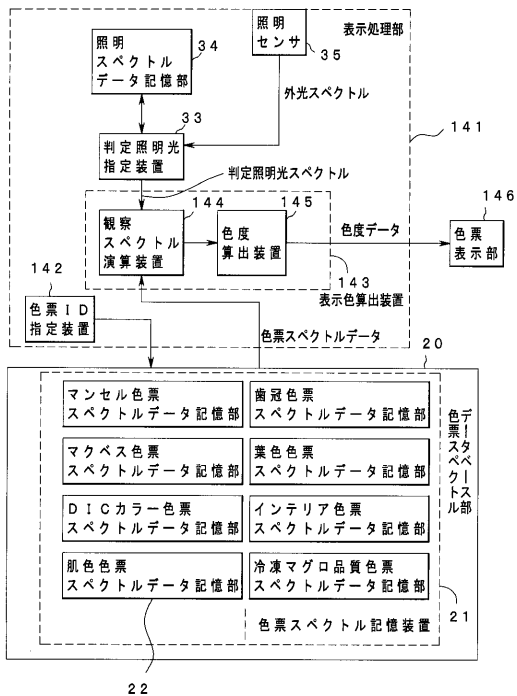 表示処理部
照明
スペクトル
データ記憶部
34
照明
センサ
35
外光スペクトル
33
判定照明光
指定装置
141
判定照明光スペクトル
144
観察
スペクトル
演算装置
145
色度
算出装置
色度データ
146
色票
表示部
143
表示色算出装置
142
色票ID
指定装置
色票スペクトルデータ
20
マンセル色票
スペクトルデータ記憶部
歯冠色票
スペクトルデータ記憶部
マクベス色票
スペクトルデータ記憶部
葉色色票
スペクトルデータ記憶部
DICカラー色票
スペクトルデータ記憶部
インテリア色票
スペクトルデータ記憶部
肌色色票
スペクトルデータ記憶部
冷凍マグロ品質色票
スペクトルデータ記憶部
色票スペクトル
データベース部
21
色票スペクトル記憶装置
22